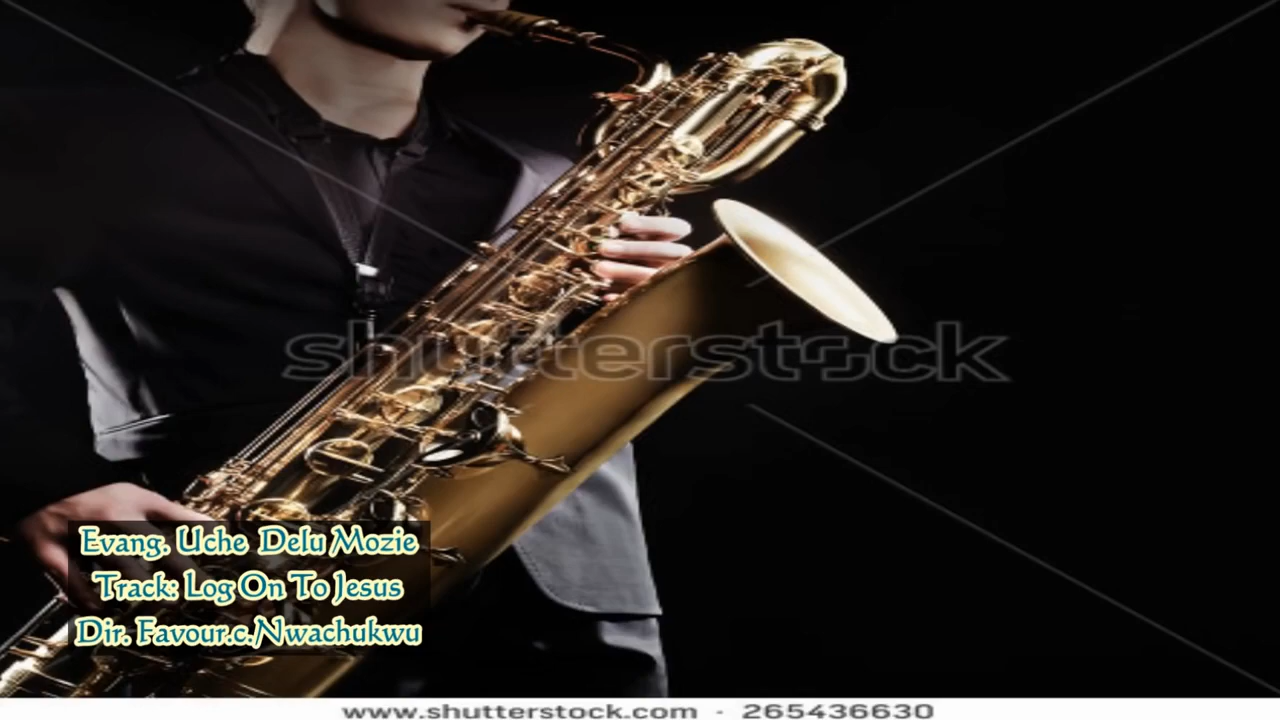 shutterstock
Evang. Uche Delu Mozie
Track: Log On To Jesus
Dir. Favour.c.Nwachukwu
www.shutterstock.com · 265436630